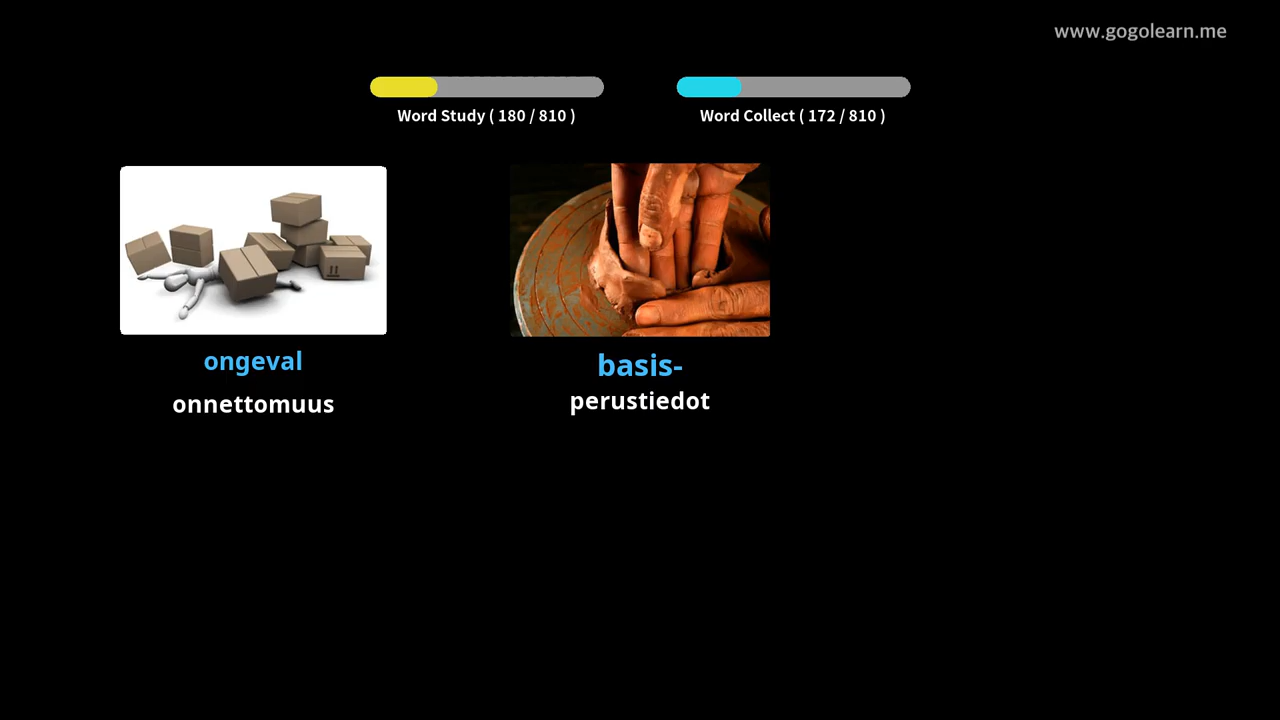 www.gogolearn.me
Word Study ( 180 / 810 )
Word Collect ( 172 / 810 )
ongeval
onnettomuus
basis-
perustiedot